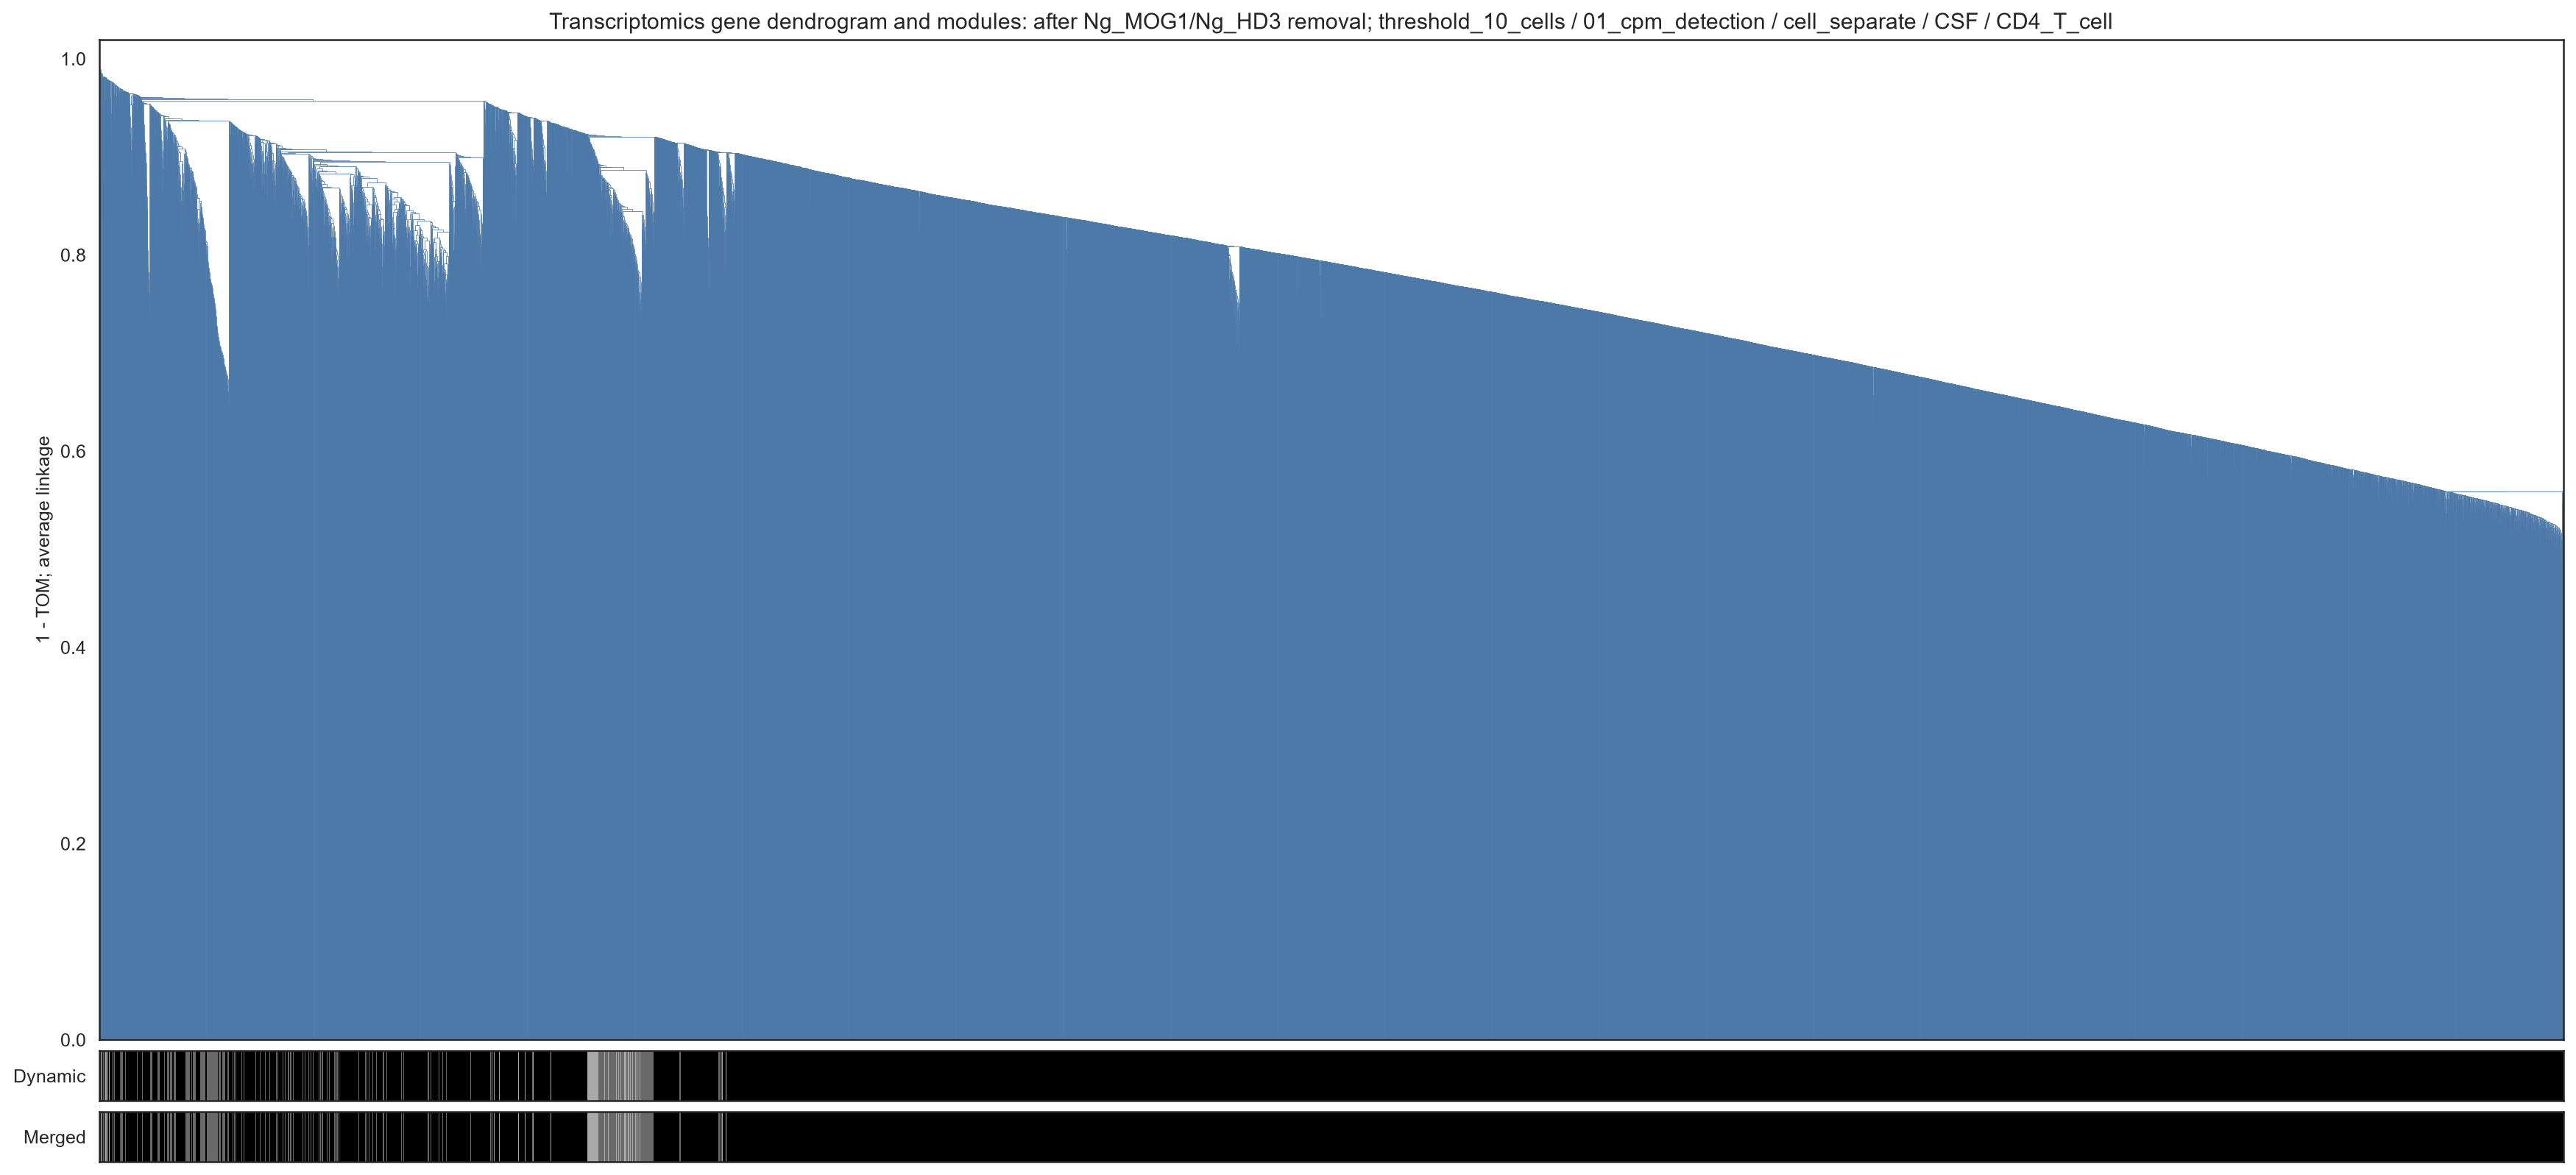 Transcriptomics gene dendrogram and modules: after Ng_MOG1/Ng_HD3 removal; threshold_10_cells / 01_cpm_detection / cell_separate / CSF / CD4_T_cell
1.0
0.8
0.6
0.4
0.2
0.0
1 - TOM; average linkage
Dynamic
Merged